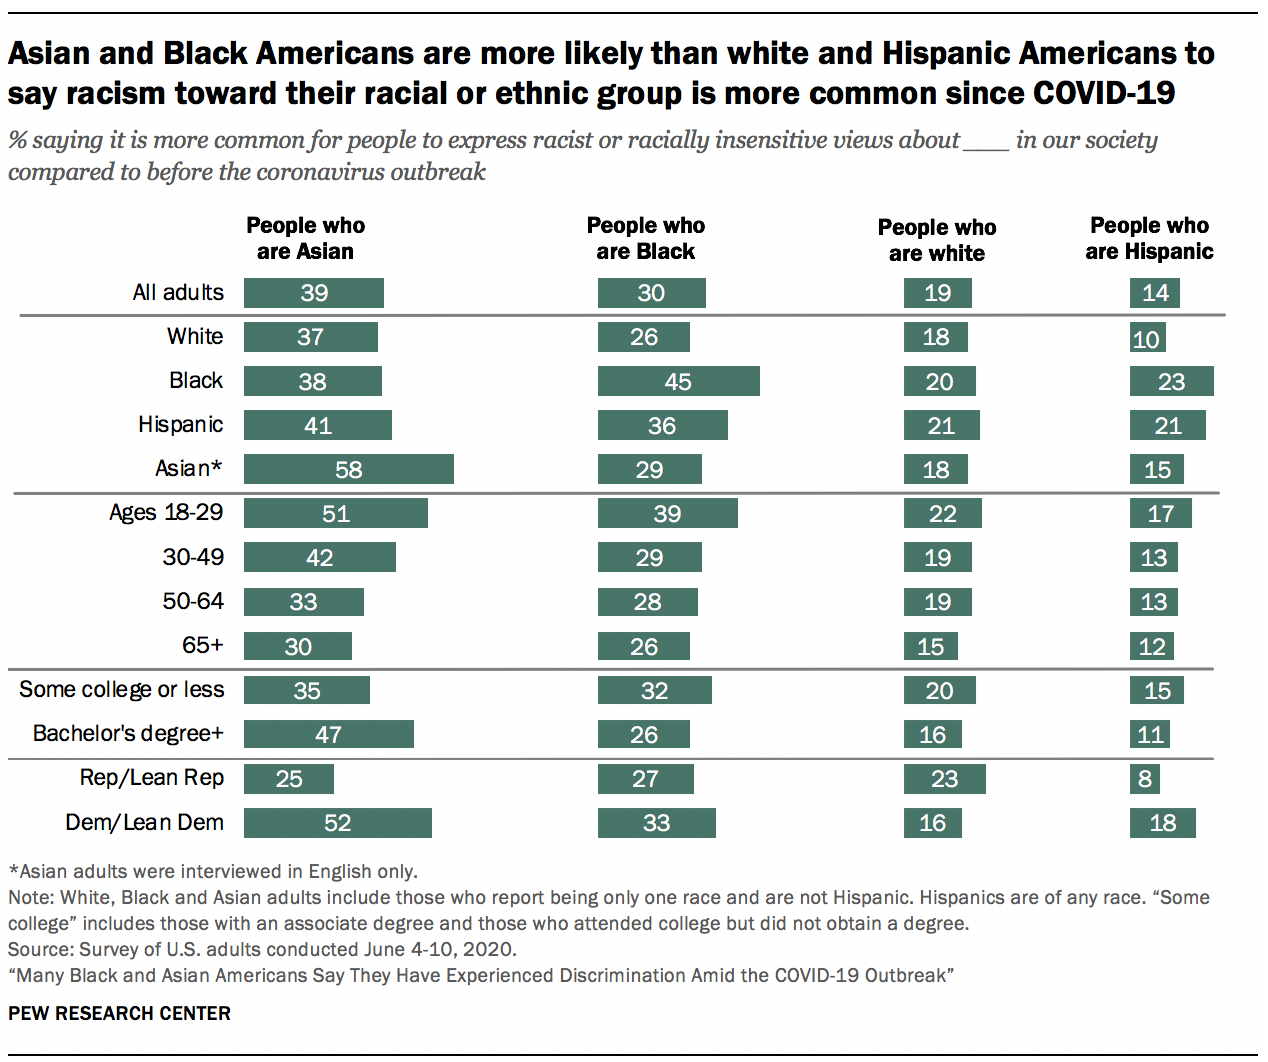 Asian and Black Americans are more likely than white and Hispanic Americans to
say racism toward their racial or ethnic group is more common since COVID-19
% saying it is more common for people to express racist or racially insensitive views about ___ in our society
compared to before the coronavirus outbreak
People who are Asian
People who are Black
People who are white
People who are Hispanic
All adults 39 30 19 14
White 37 26 18 10
Black 38 45 20 23
Hispanic 41 36 21 21
Asian* 58 29 18 15
Ages 18-29 51 39 22 17
30-49 42 29 19 13
50-64 33 28 19 13
65+ 30 26 15 12
Some college or less 35 32 20 15
Bachelor's degree+ 47 26 16 11
Rep/Lean Rep 25 27 23 8
Dem/Lean Dem 52 33 16 18
*Asian adults were interviewed in English only.
Note: White, Black and Asian adults include those who report being only one race and are not Hispanic. Hispanics are of any race. “Some
college” includes those with an associate degree and those who attended college but did not obtain a degree.
Source: Survey of U.S. adults conducted June 4-10, 2020.
“Many Black and Asian Americans Say They Have Experienced Discrimination Amid the COVID-19 Outbreak”
PEW RESEARCH CENTER